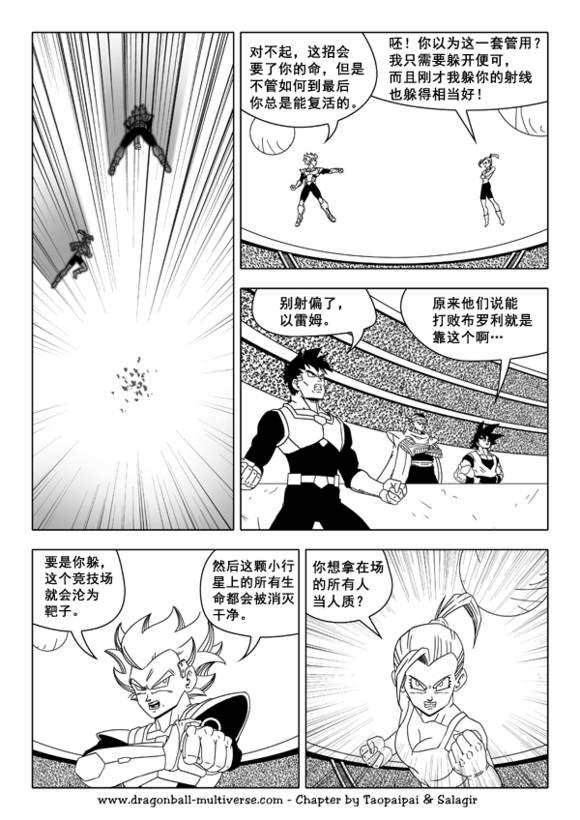 对不起，这招会
要了你的命，但是
不管如何到最后
你总是能复活的。
呸！你以为这一套管用？
我只需要躲开便可，
而且刚才我躲你的射线
也躲得相当好！
别射偏了，
以雷姆。
原来他们说能
打败布罗利就是
靠这个啊…
要是你躲，
这个竞技场
就会沦为
靶子。
然后这颗小行
星上的所有生
命都会被消灭
干净。
你想拿在场
的所有人
当人质？
www.dragonball-multiverse.com - Chapter by Taopaipai & Salagir